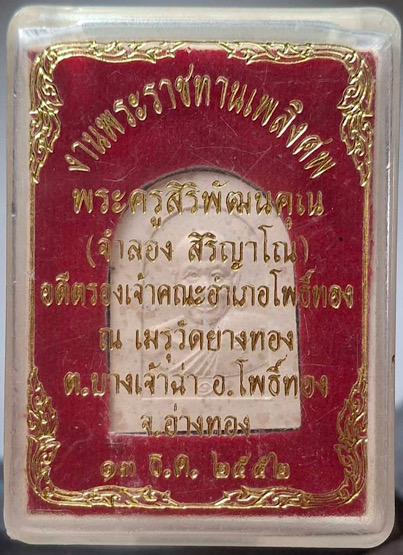 งานพระราชทานเพลิงศพ
พระครูสิริพัฒนคุณ
(จำลอง สิริญาโณ)
อดีตรองเจ้าคณะอำเภอโพธิ์ทอง
ณ เมรุวัดยางทอง
ต.บางเจ้าฉ่า อ.โพธิ์ทอง
จ.อ่างทอง
๑๓ ธ.ค. ๒๕๕๒